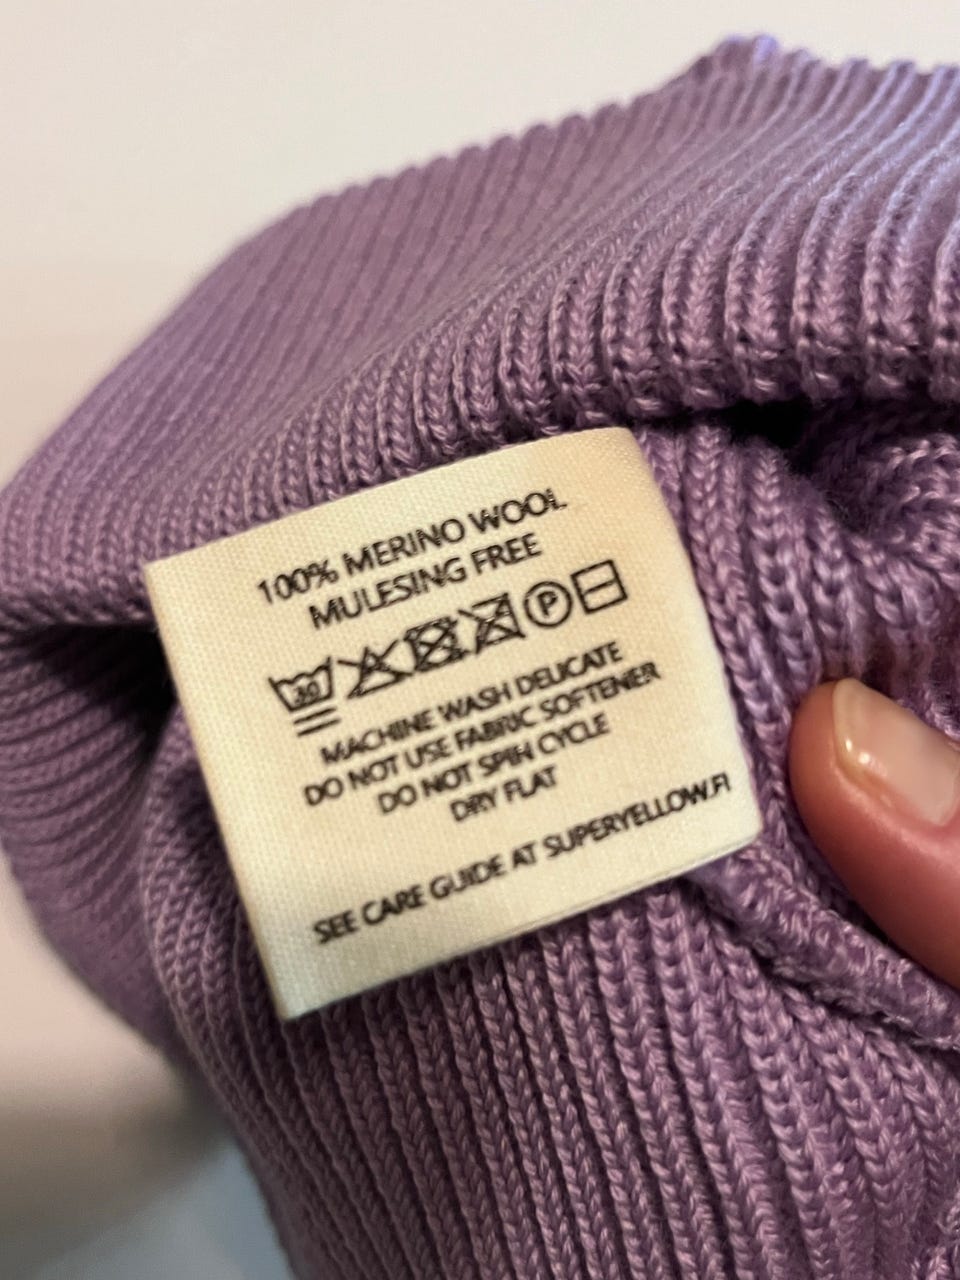 100% MERINO WOOL
MULESING FREE
30 P
MACHINE WASH DELICATE
DO NOT USE FABRIC SOFTENER
DO NOT SPIN CYCLE
DRY FLAT
SEE CARE GUIDE AT SUPERYELLOW.FI